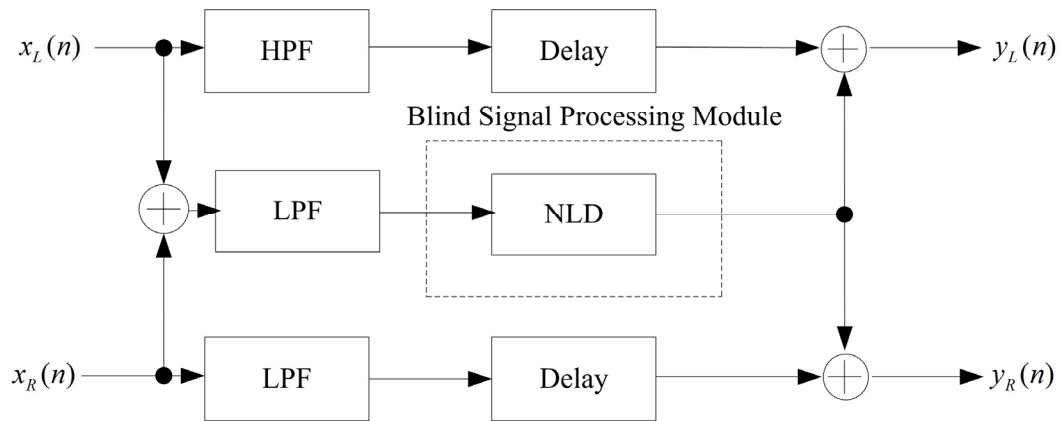 x_L(n)
HPF
Delay
y_L(n)
Blind Signal Processing Module
LPF
NLD
x_R(n)
LPF
Delay
y_R(n)